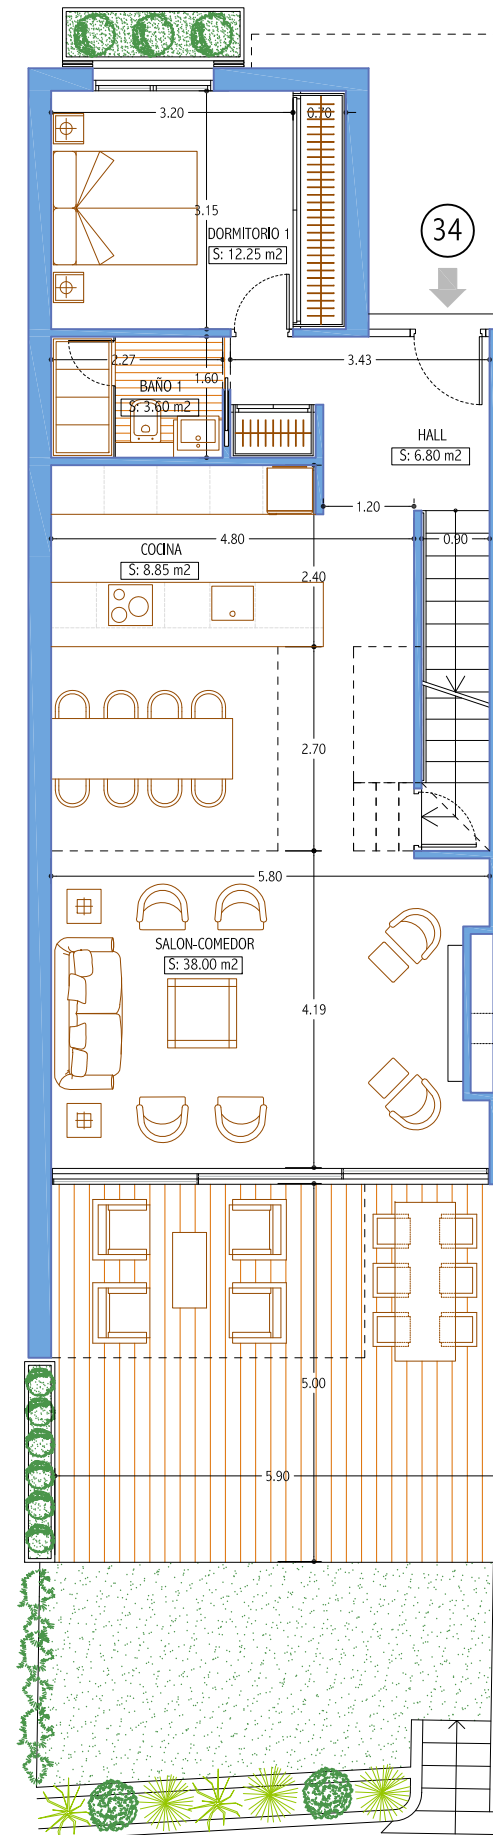 3.20
0.70
3.15
DORMITORIO 1
S: 12.25 m2
34
2.27
3.43
1.60
BAÑO 1
S: 3.60 m2
HALL
S: 6.80 m2
1.20
4.80
0.90
COCINA
S: 8.85 m2
2.40
2.70
5.80
SALON-COMEDOR
S: 38.00 m2
4.19
5.00
5.90